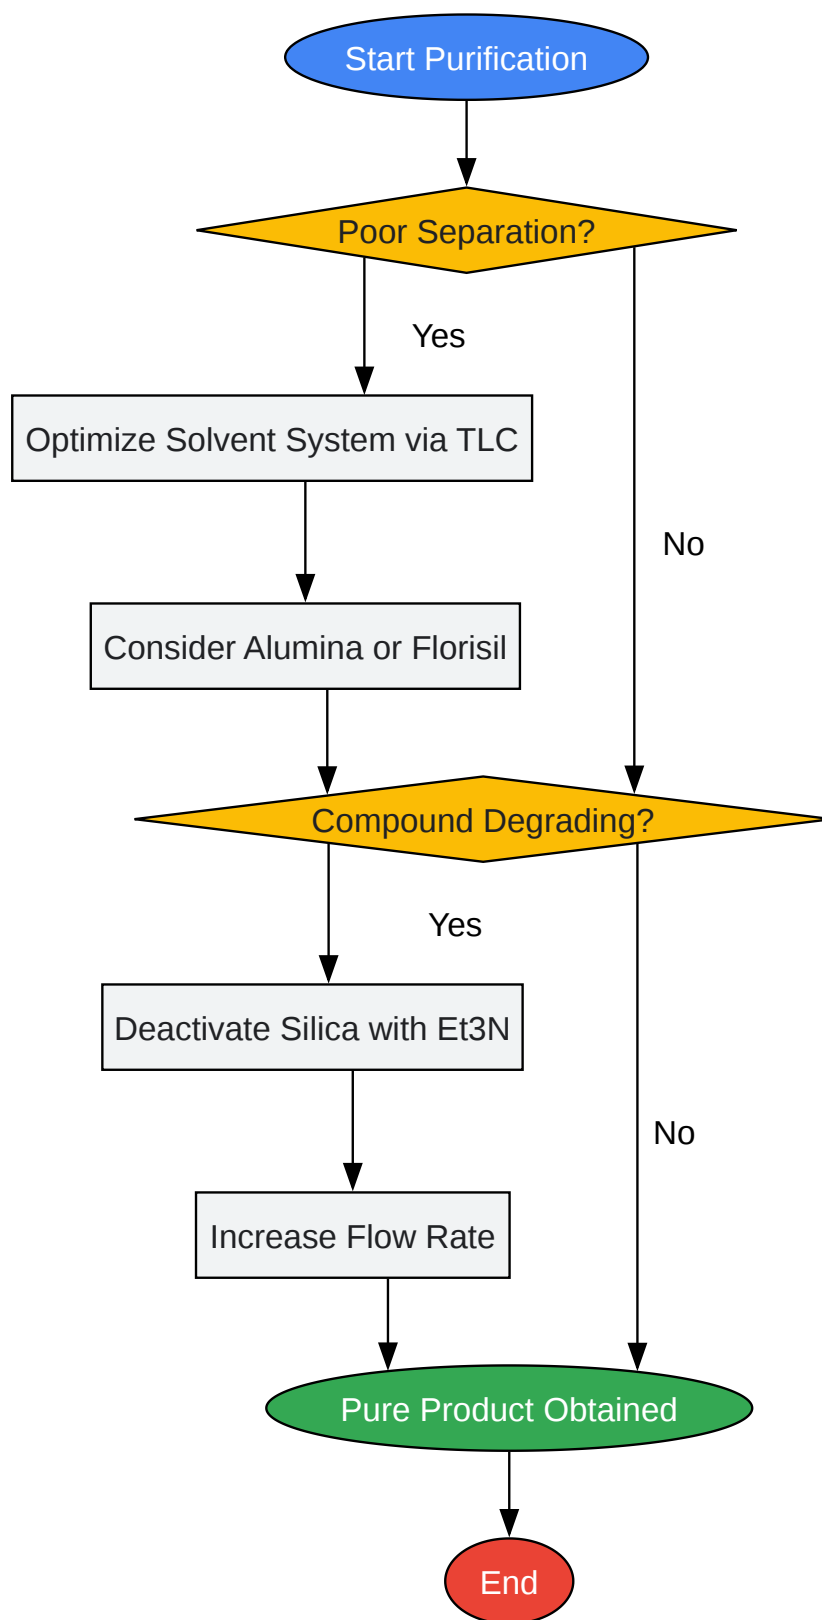 Start Purification
Poor Separation?
Yes
Optimize Solvent System via TLC
No
Consider Alumina or Florisil
Compound Degrading?
Yes
Deactivate Silica with Et3N
No
Increase Flow Rate
Pure Product Obtained
End